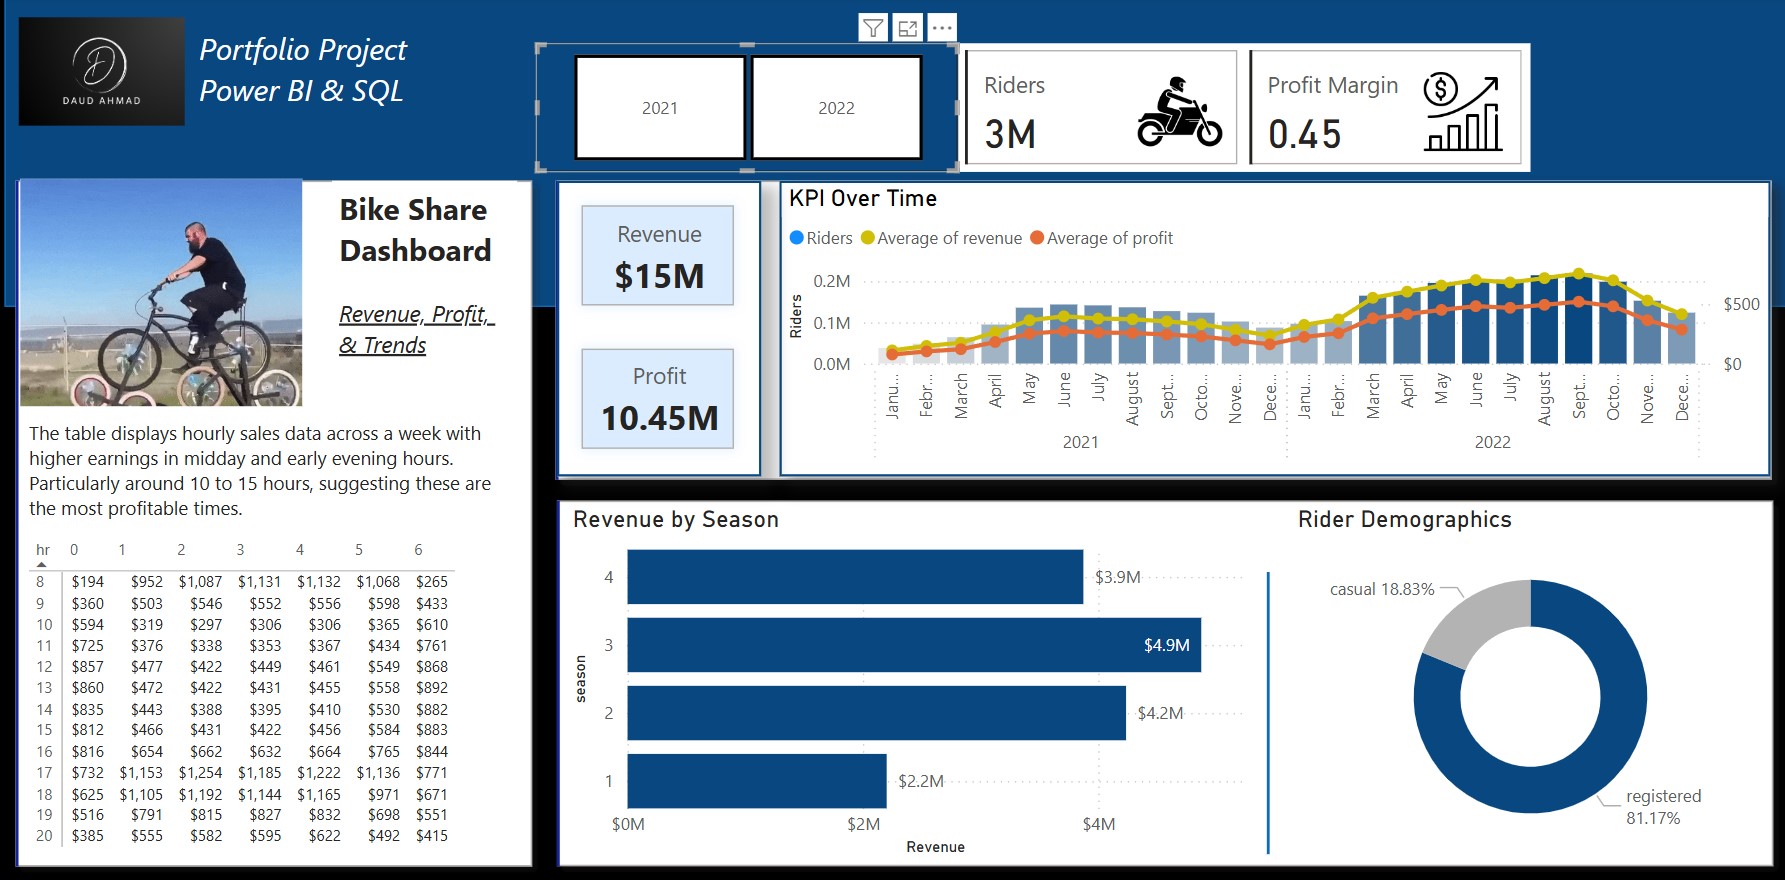 DAUD AHMAD
Portfolio Project
Power BI & SQL
2021
2022
Riders
3M
Profit Margin
0.45
Bike Share
Dashboard
Revenue, Profit,
& Trends
The table displays hourly sales data across a week with
higher earnings in midday and early evening hours.
Particularly around 10 to 15 hours, suggesting these are
the most profitable times.
hr 0 1 2 3 4 5 6
8 $194 $952 $1,087 $1,131 $1,132 $1,068 $265
9 $360 $503 $546 $552 $556 $598 $433
10 $594 $319 $297 $306 $306 $365 $610
11 $725 $376 $338 $353 $367 $434 $761
12 $857 $477 $422 $449 $461 $549 $868
13 $860 $472 $422 $431 $455 $558 $892
14 $835 $443 $388 $395 $410 $530 $882
15 $812 $466 $431 $422 $456 $584 $883
16 $816 $654 $662 $632 $664 $765 $844
17 $732 $1,153 $1,254 $1,185 $1,222 $1,136 $771
18 $625 $1,105 $1,192 $1,144 $1,165 $971 $671
19 $516 $791 $815 $827 $832 $698 $551
20 $385 $555 $582 $595 $622 $492 $415
Revenue
$15M
Profit
10.45M
KPI Over Time
Riders Average of revenue Average of profit
Riders
0.2M
0.1M
0.0M
$500
$0
Janu... Febr... March April May June July August Sept... Octo... Nove... Dece... Janu... Febr... March April May June July August Sept... Octo... Nove... Dece...
2021 2022
Revenue by Season
season
4 $3.9M
3 $4.9M
2 $4.2M
1 $2.2M
$0M $2M $4M
Revenue
Rider Demographics
casual 18.83%
registered
81.17%